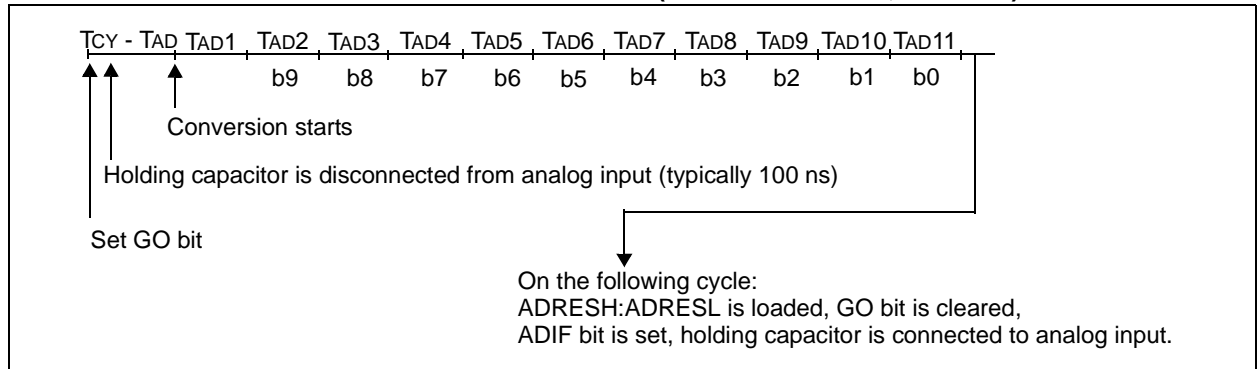 TCY - TAD TAD1 TAD2 TAD3 TAD4 TAD5 TAD6 TAD7 TAD8 TAD9 TAD10 TAD11
b9 b8 b7 b6 b5 b4 b3 b2 b1 b0
Conversion starts
Holding capacitor is disconnected from analog input (typically 100 ns)
Set GO bit
On the following cycle:
ADRESH:ADRESL is loaded, GO bit is cleared,
ADIF bit is set, holding capacitor is connected to analog input.